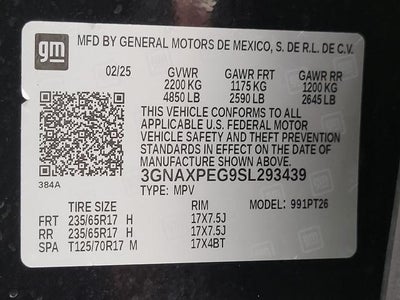 gm
MFD BY GENERAL MOTORS DE MEXICO, S. DE R.L. DE C.V.
02/25 GVWR GAWR FRT GAWR RR
2200 KG 1175 KG 1200 KG
4850 LB 2590 LB 2645 LB
THIS VEHICLE CONFORMS TO ALL
APPLICABLE U.S. FEDERAL MOTOR
VEHICLE SAFETY AND THEFT PREVENTION
STANDARDS IN EFFECT ON THE DATE OF
MANUFACTURE SHOWN ABOVE.
384A
3GNAXPEG9SL293439
TYPE: MPV
TIRE SIZE RIM MODEL: 991PT26
FRT 235/65R17 H 17X7.5J
RR 235/65R17 H 17X7.5J
SPA T125/70R17 M 17X4BT